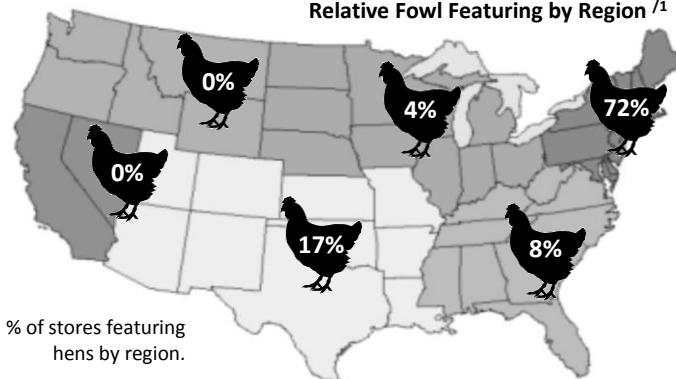 Relative Fowl Featuring by Region /1
0%
4%
72%
0%
17%
8%
% of stores featuring
hens by region.